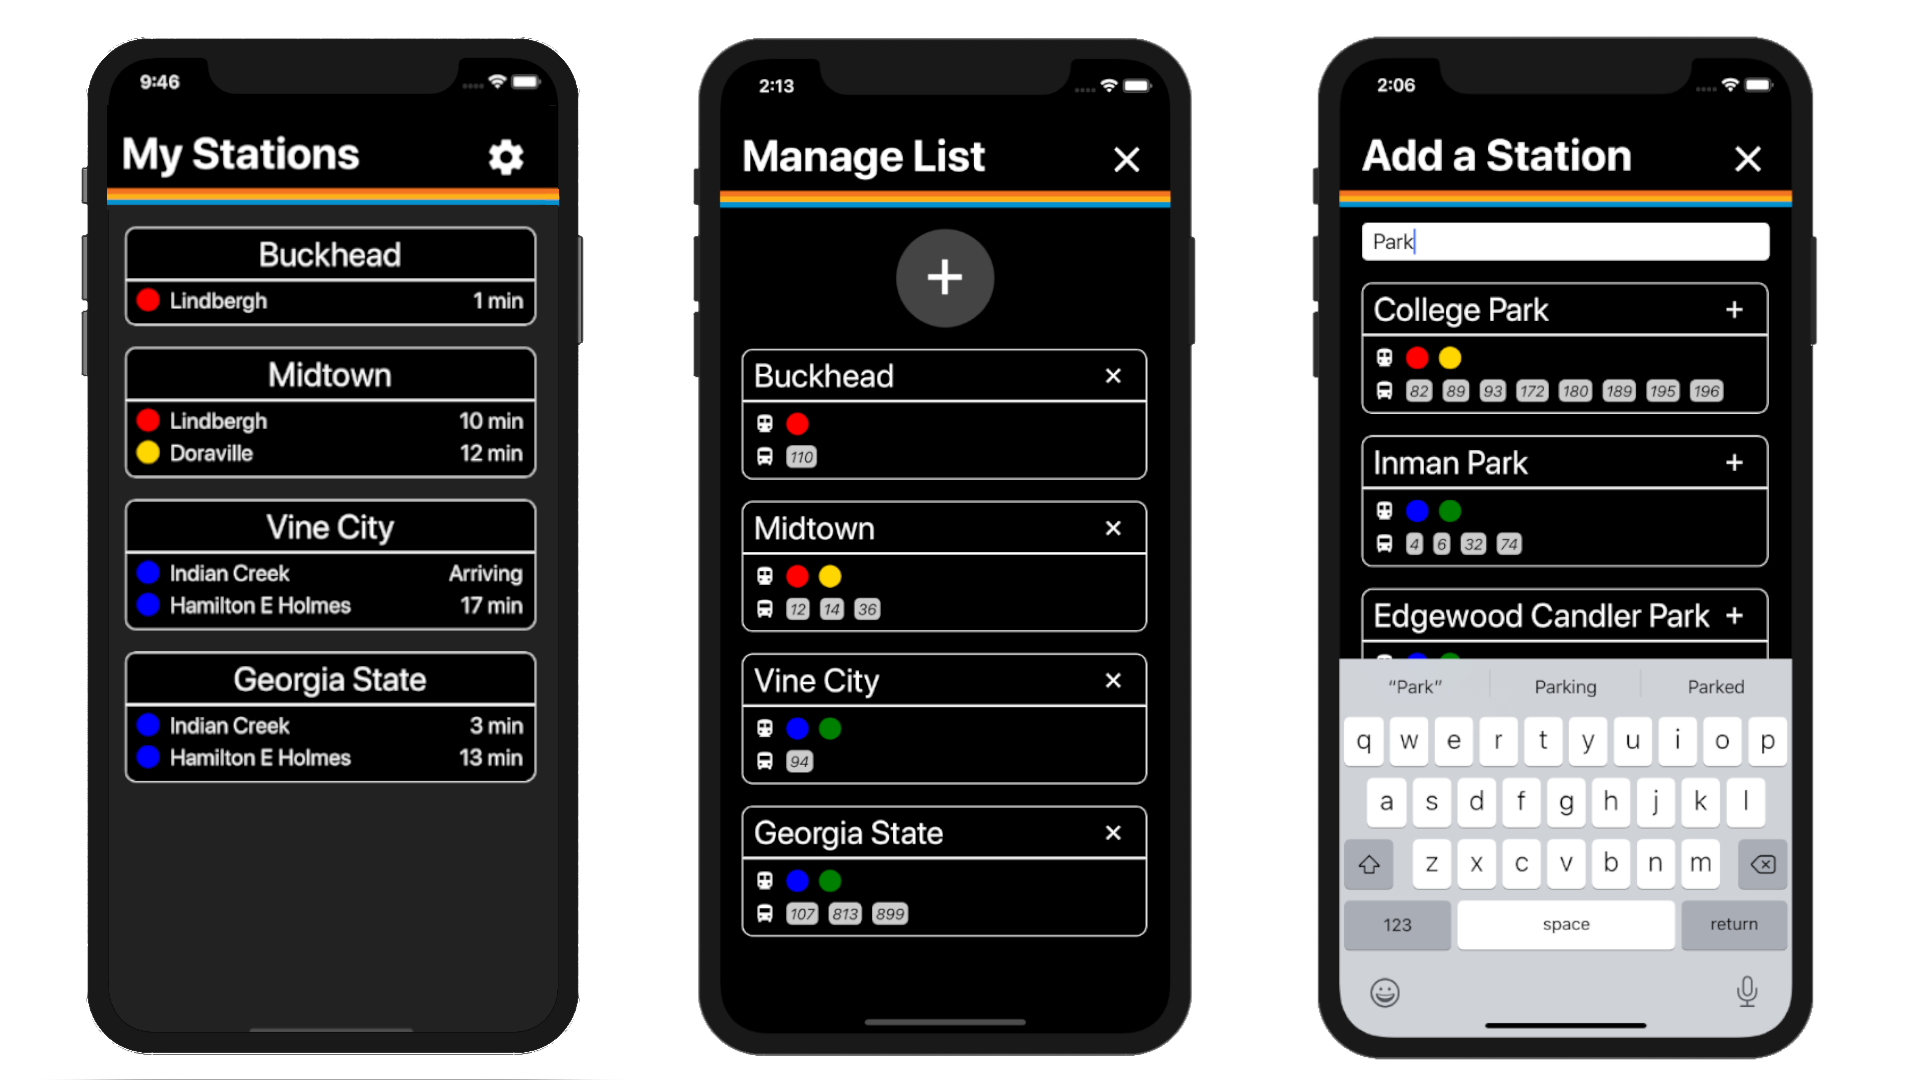 9:46
My Stations
Buckhead
Lindbergh 1 min
Midtown
Lindbergh 10 min
Doraville 12 min
Vine City
Indian Creek Arriving
Hamilton E Holmes 17 min
Georgia State
Indian Creek 3 min
Hamilton E Holmes 13 min
2:13
Manage List
+
Buckhead ×
110
Midtown ×
12 14 36
Vine City ×
94
Georgia State ×
107 813 899
2:06
Add a Station
Park
College Park +
82 89 93 172 180 189 195 196
Inman Park +
4 6 32 74
Edgewood Candler Park +
“Park” Parking Parked
q w e r t y u i o p
a s d f g h j k l
z x c v b n m
123 space return